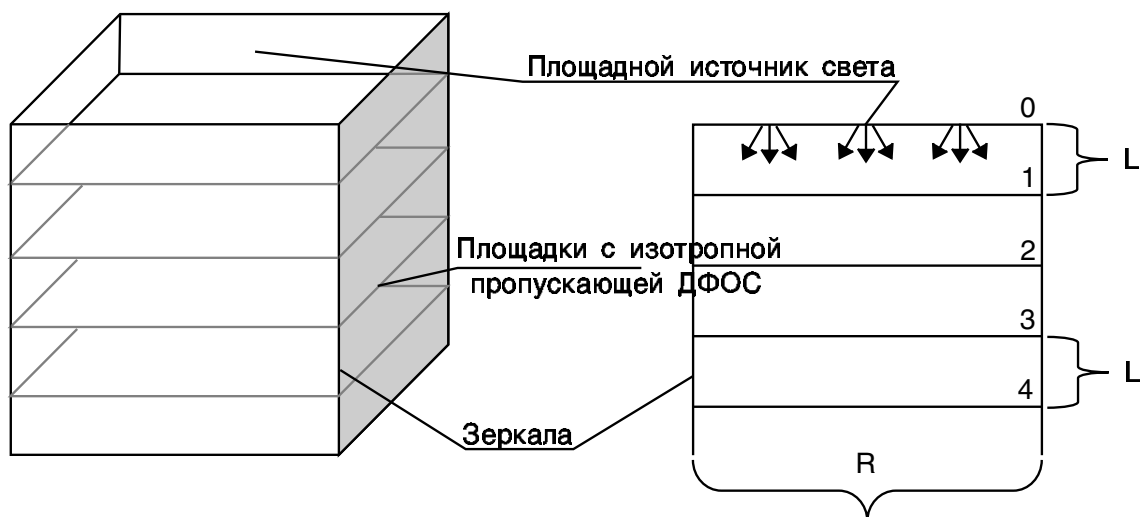 Площадной источник света
0
L
1
Площадки с изотропной
пропускающей ДФОС
2
3
L
4
Зеркала
R